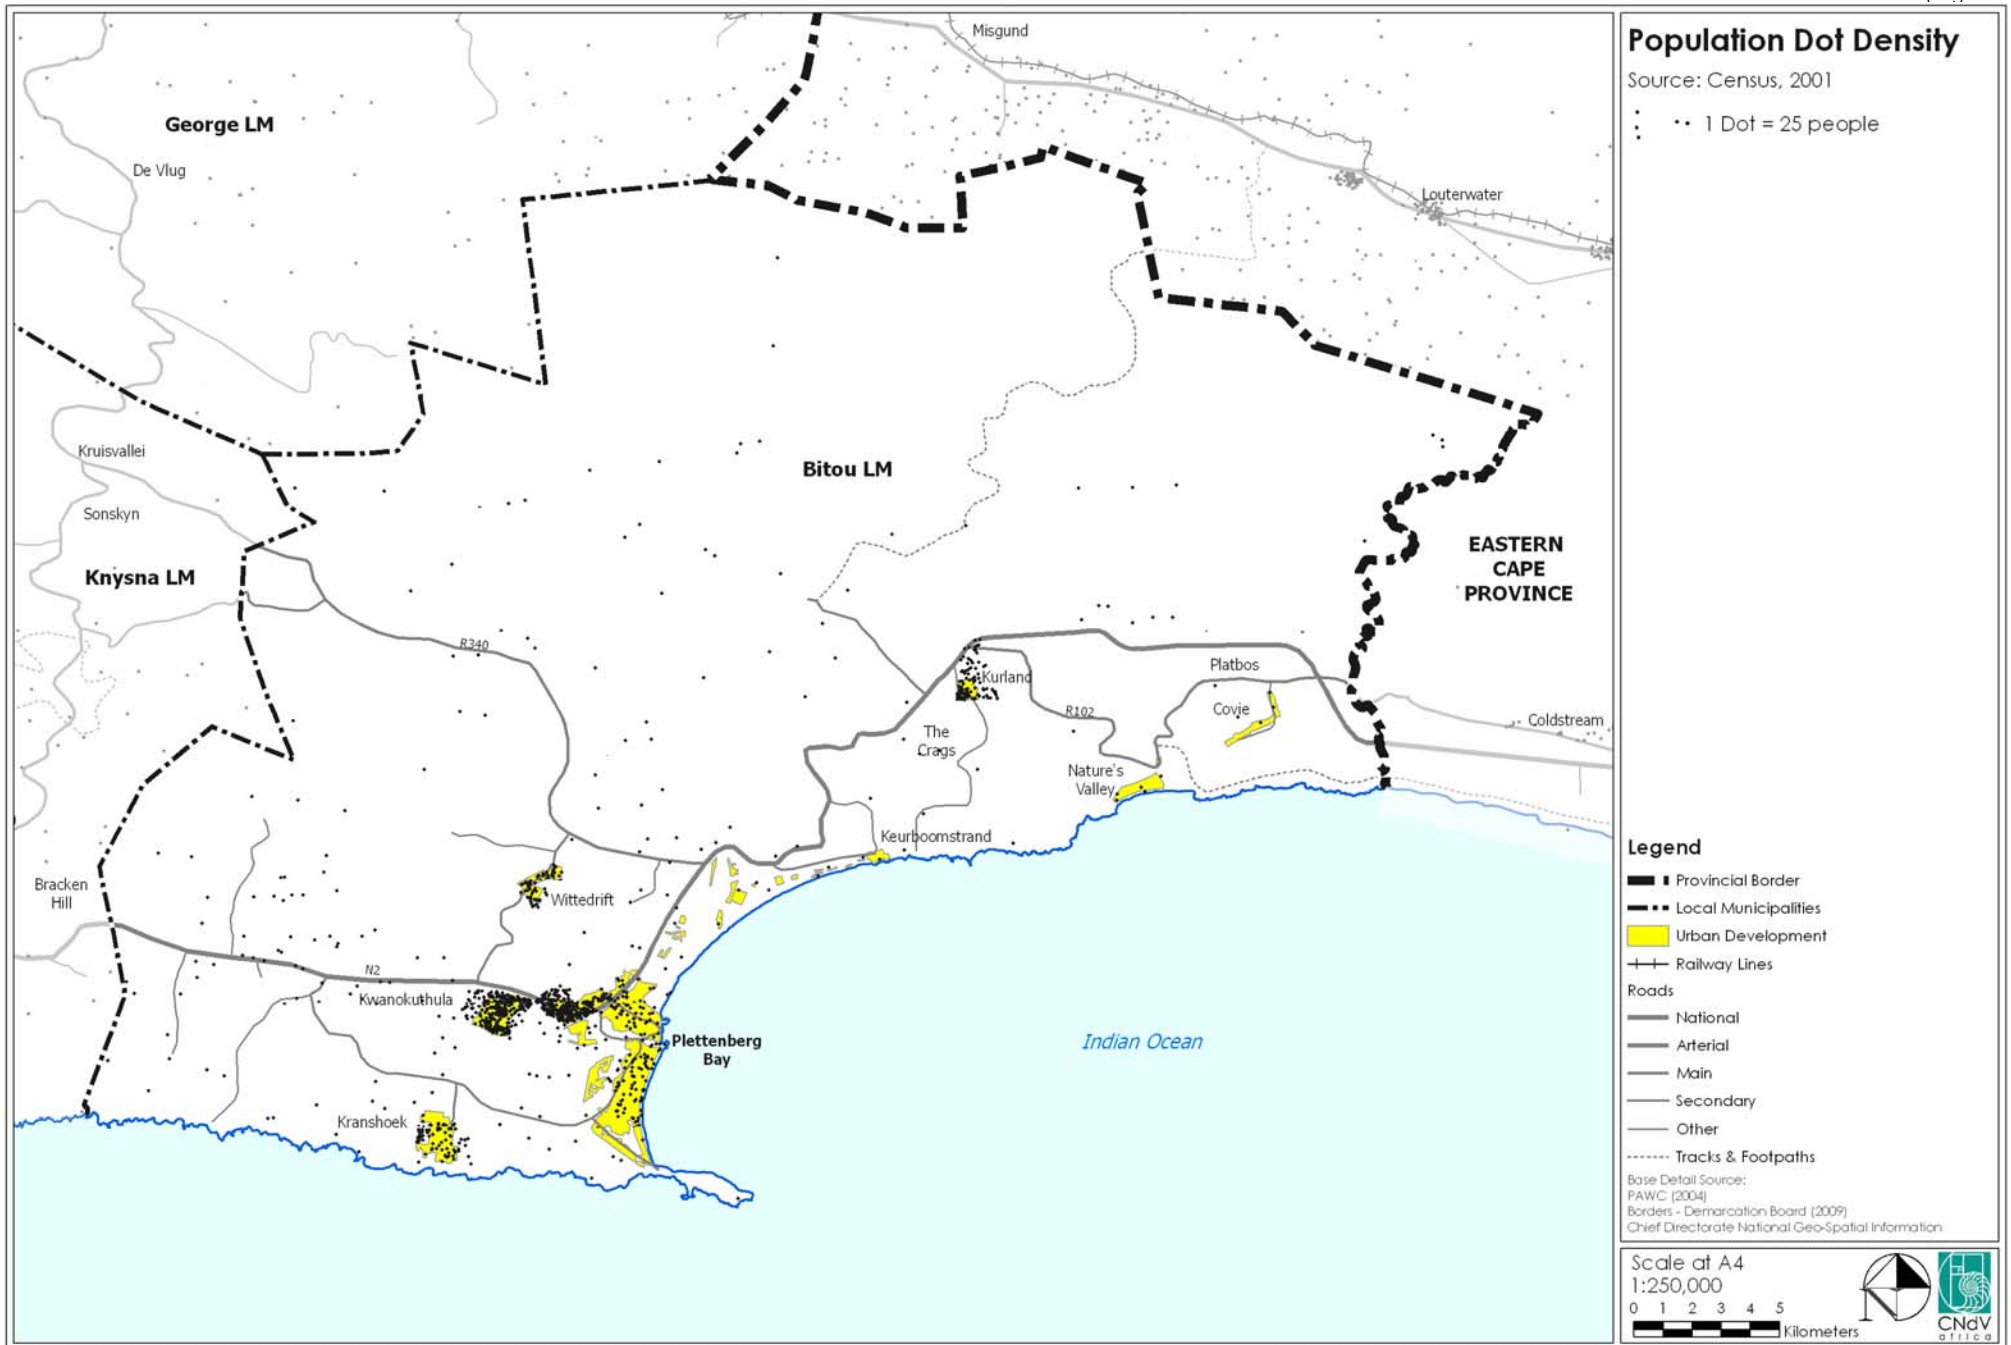 Misgund
George LM
De Vlug
Louterwater
Kruisvallei
Bitou LM
Sonskyn
Knysna LM
EASTERN
CAPE
PROVINCE
R340
Kurland
Platbos
R102
Covie
The
Crags
Coldstream
Nature's
Valley
Keurboomstrand
Bracken
Hill
Wittedrift
N2
Kwanokuthula
Plettenberg
Bay
Indian Ocean
Kranshoek
Population Dot Density
Source: Census, 2001
1 Dot = 25 people
Legend
Provincial Border
Local Municipalities
Urban Development
Railway Lines
Roads
National
Arterial
Main
Secondary
Other
Tracks & Footpaths
Base Detail Source:
PAWC (2004)
Borders - Demarcation Board (2009)
Chief Directorate National Geo-Spatial Information
Scale at A4
1:250,000
0 1 2 3 4 5
Kilometers
N
CNdV
africa